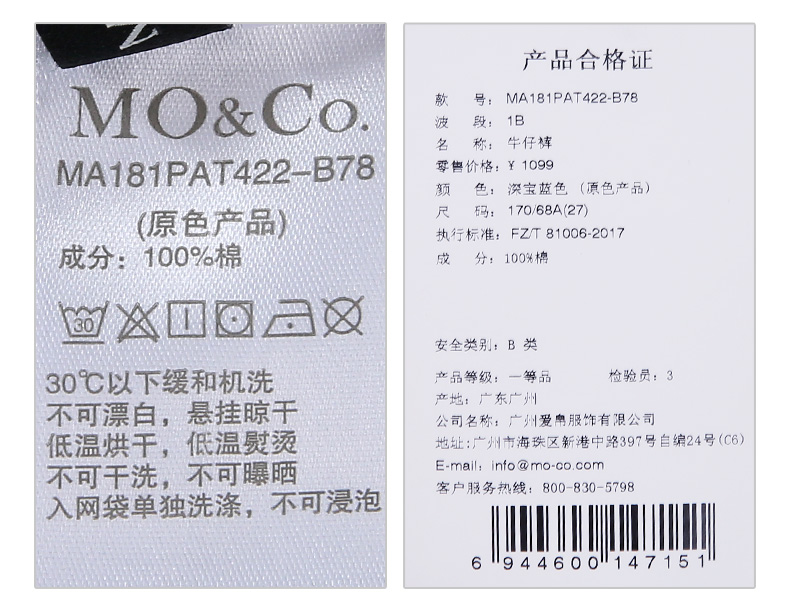 MO&Co.
MA181PAT422-B78
(原色产品)
成分：100%棉
30
30℃以下缓和机洗
不可漂白，悬挂晾干
低温烘干，低温熨烫
不可干洗，不可曝晒
入网袋单独洗涤，不可浸泡
产品合格证
款 号：MA181PAT422-B78
波 段：1B
名 称：牛仔裤
零售价格：¥ 1099
颜 色：深宝蓝色 (原色产品)
尺 码：170/68A(27)
执行标准：FZ/T 81006-2017
成 分：100%棉
安全类别：B 类
产品等级：一等品 检验员：3
产地：广东广州
公司名称：广州爱帛服饰有限公司
地址:广州市海珠区新港中路397号自编24号(C6)
E-mail：info@mo-co.com
客户服务热线：800-830-5798
6 944600 147151